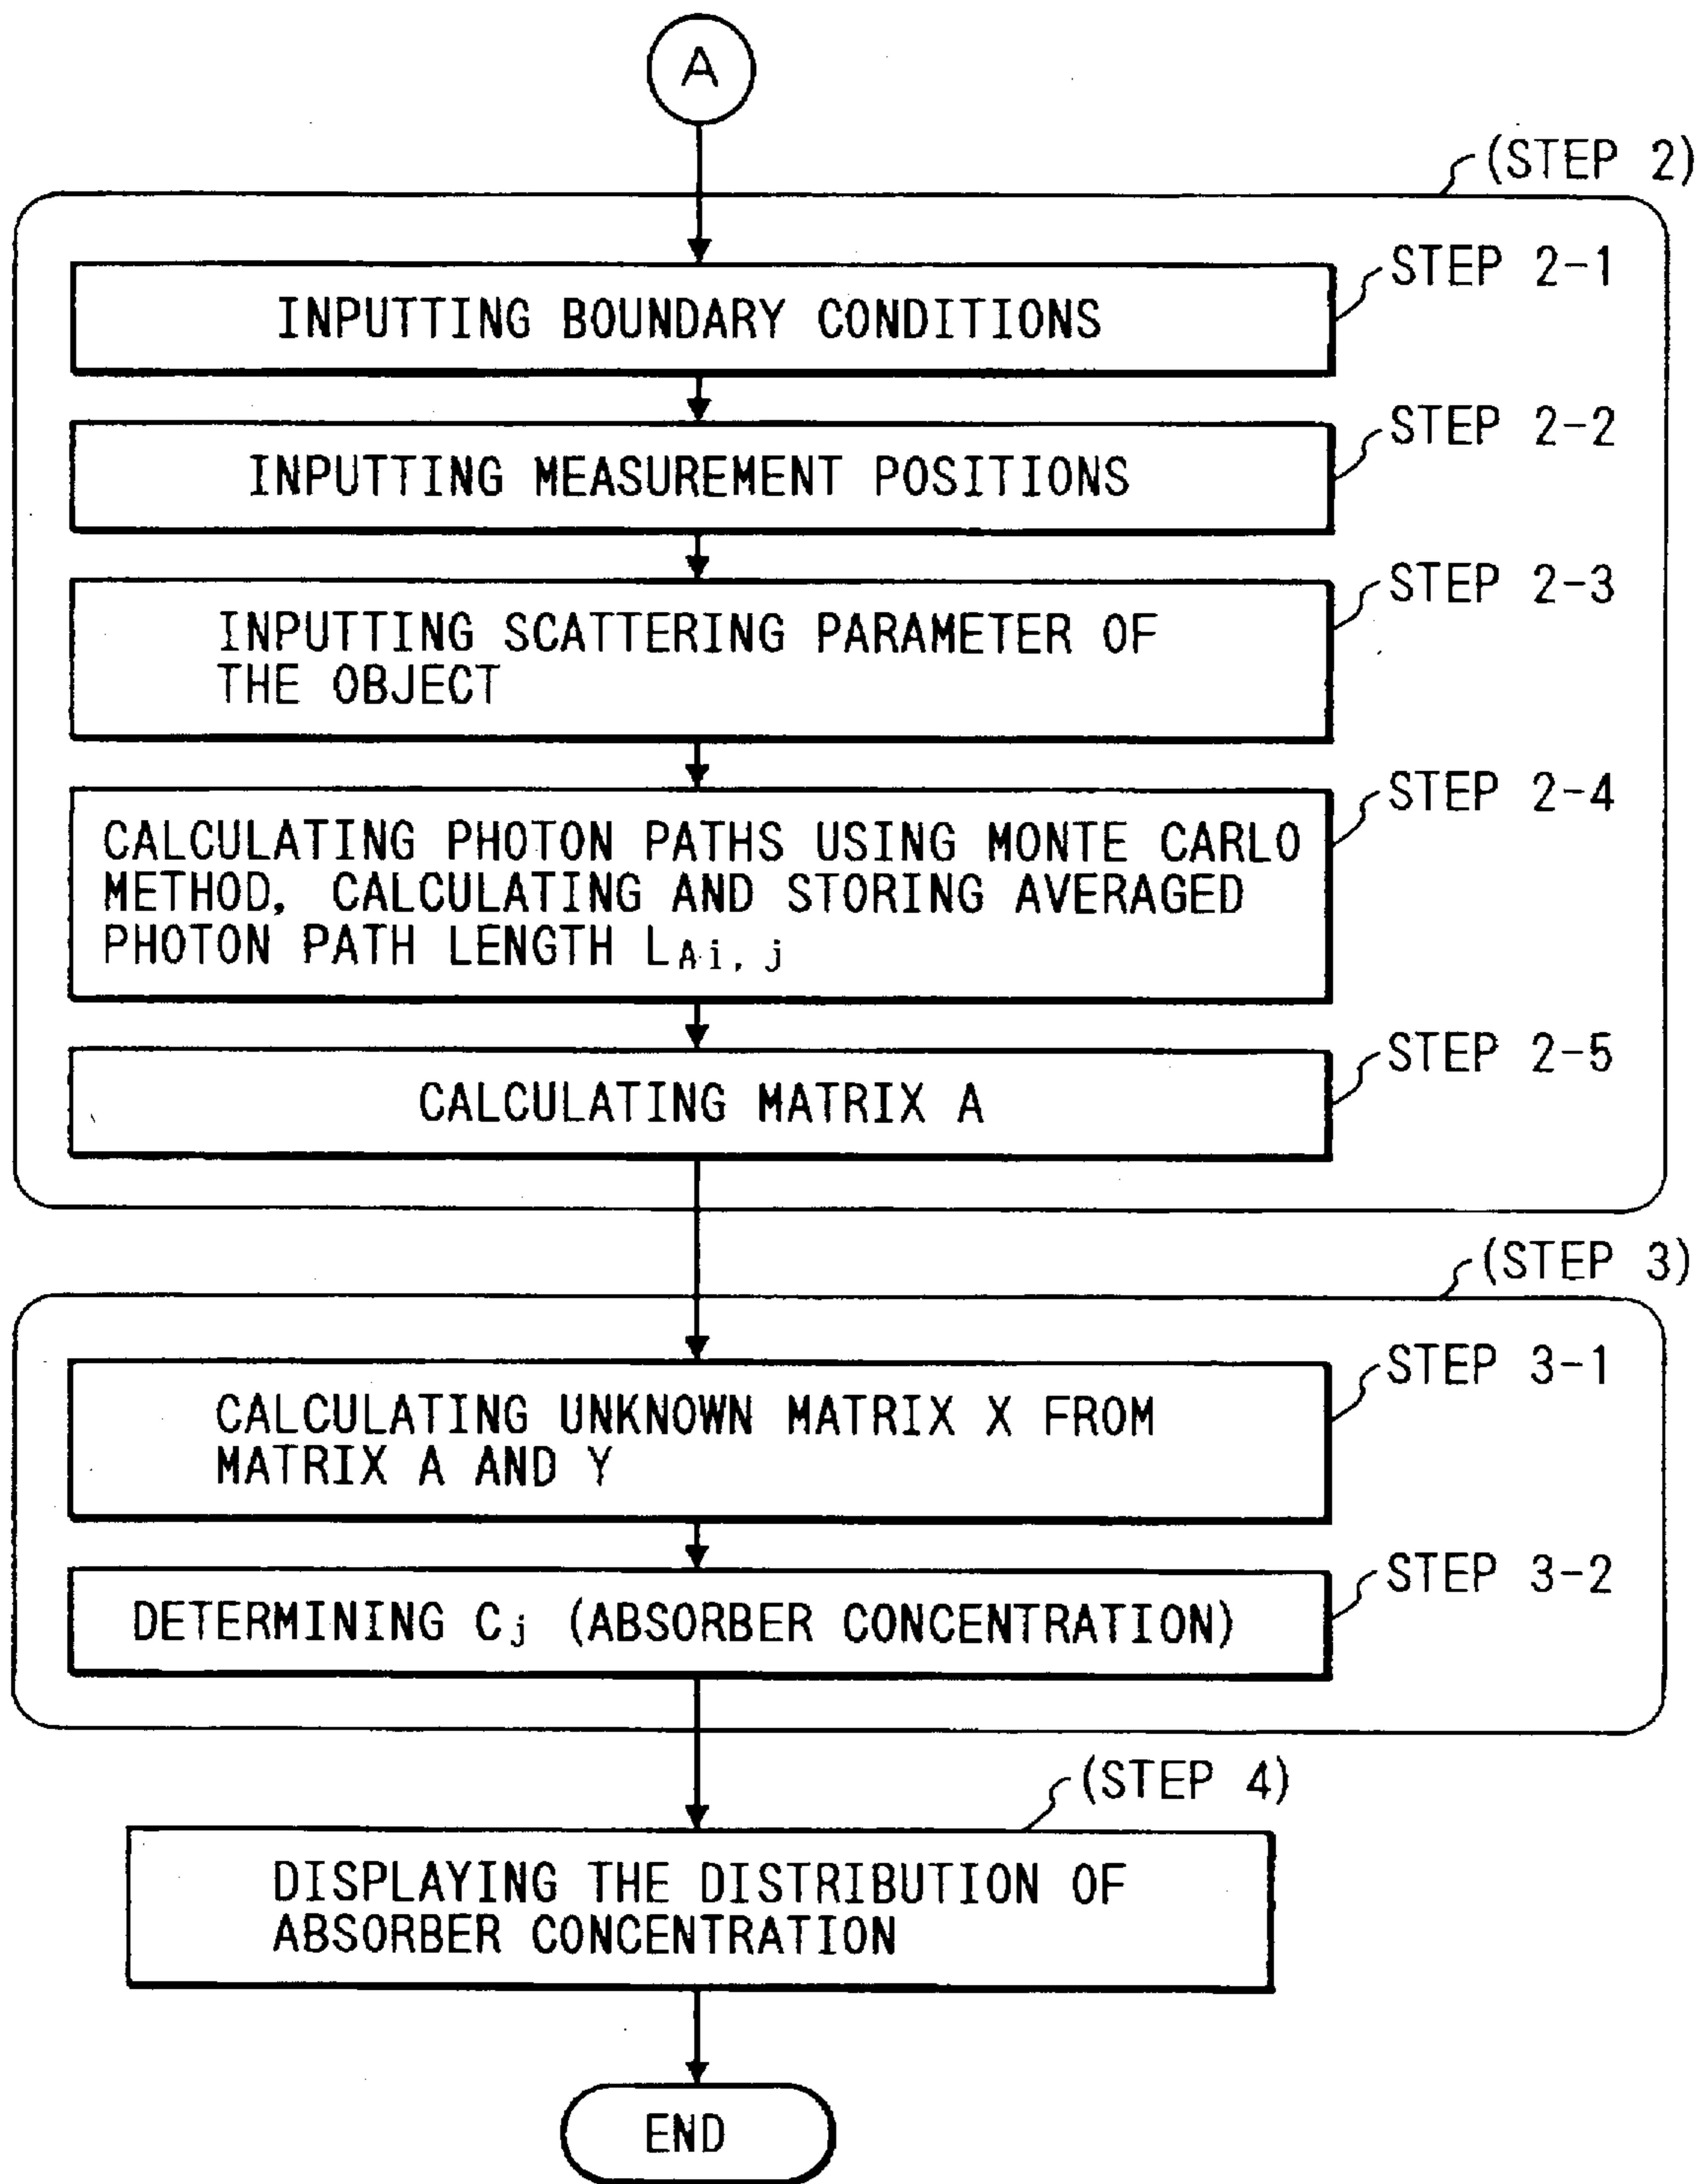 A
(STEP 2)
STEP 2-1
INPUTTING BOUNDARY CONDITIONS
STEP 2-2
INPUTTING MEASUREMENT POSITIONS
STEP 2-3
INPUTTING SCATTERING PARAMETER OF
THE OBJECT
STEP 2-4
CALCULATING PHOTON PATHS USING MONTE CARLO
METHOD, CALCULATING AND STORING AVERAGED
PHOTON PATH LENGTH LAi, j
STEP 2-5
CALCULATING MATRIX A
(STEP 3)
STEP 3-1
CALCULATING UNKNOWN MATRIX X FROM
MATRIX A AND Y
STEP 3-2
DETERMINING Cj (ABSORBER CONCENTRATION)
(STEP 4)
DISPLAYING THE DISTRIBUTION OF
ABSORBER CONCENTRATION
END